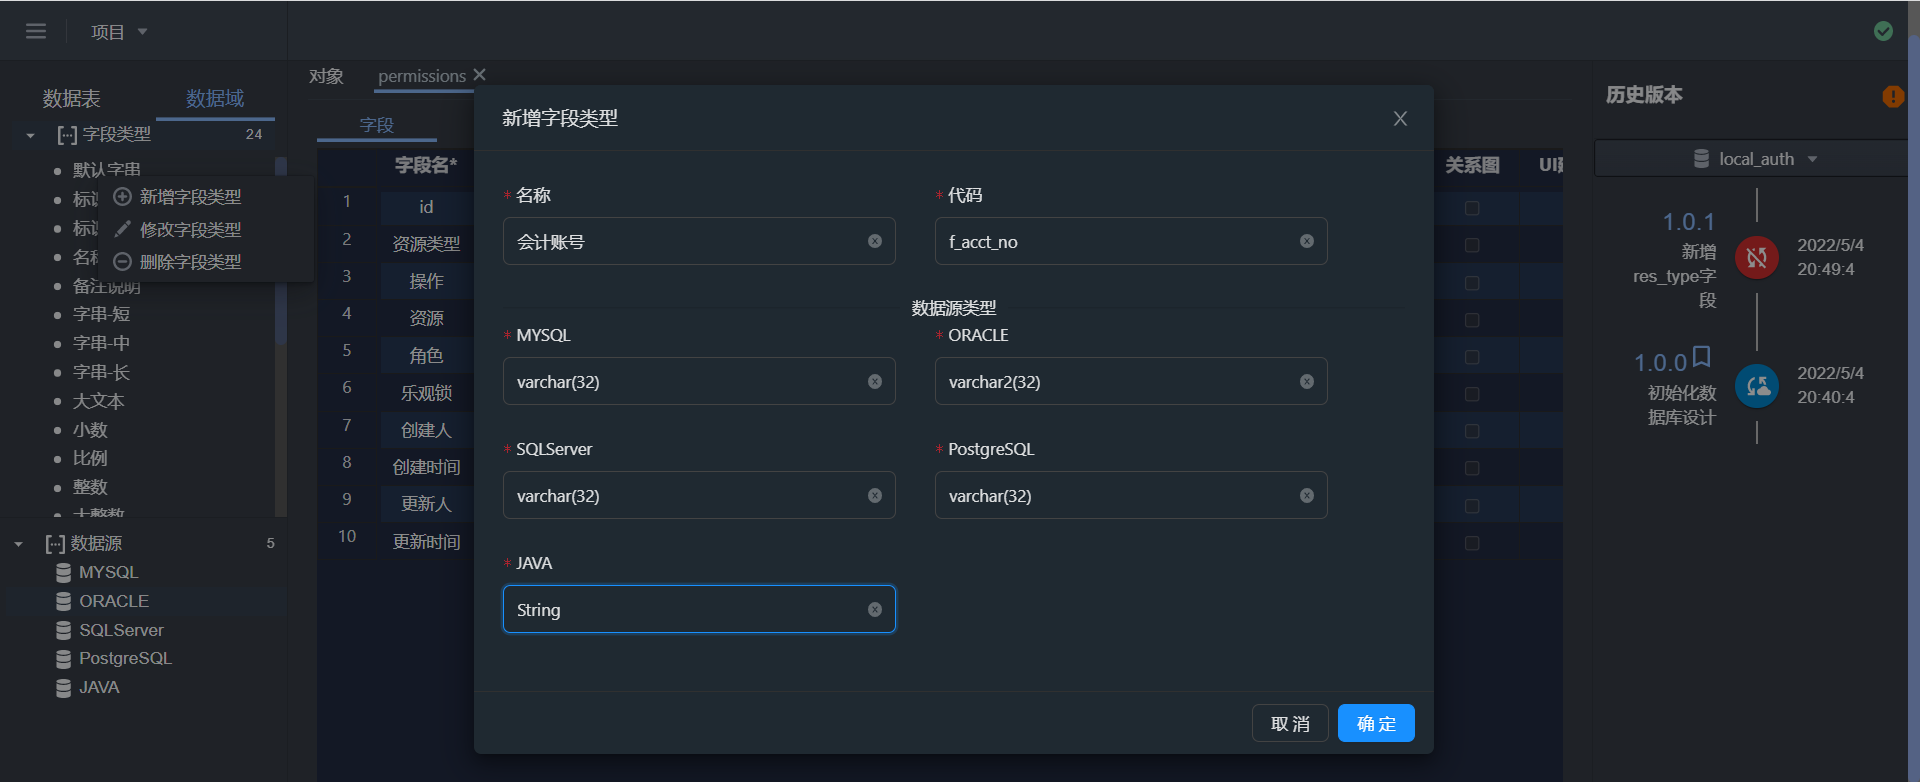 项目
数据表
数据域
字段类型
24
默认字串
新增字段类型
修改字段类型
删除字段类型
备注说明
字串-短
字串-中
字串-长
大文本
小数
比例
整数
大整数
数据源
5
MYSQL
ORACLE
SQLServer
PostgreSQL
JAVA
对象
permissions
字段
字段名*
关系图
1
id
2
资源类型
3
操作
4
资源
5
角色
6
乐观锁
7
创建人
8
创建时间
9
更新人
10
更新时间
新增字段类型
* 名称
会计账号
* 代码
f_acct_no
数据源类型
* MYSQL
varchar(32)
* ORACLE
varchar2(32)
* SQLServer
varchar(32)
* PostgreSQL
varchar(32)
* JAVA
String
取 消
确 定
历史版本
local_auth
1.0.1
新增
res_type字
段
2022/5/4
20:49:4
1.0.0
初始化数
据库设计
2022/5/4
20:40:4